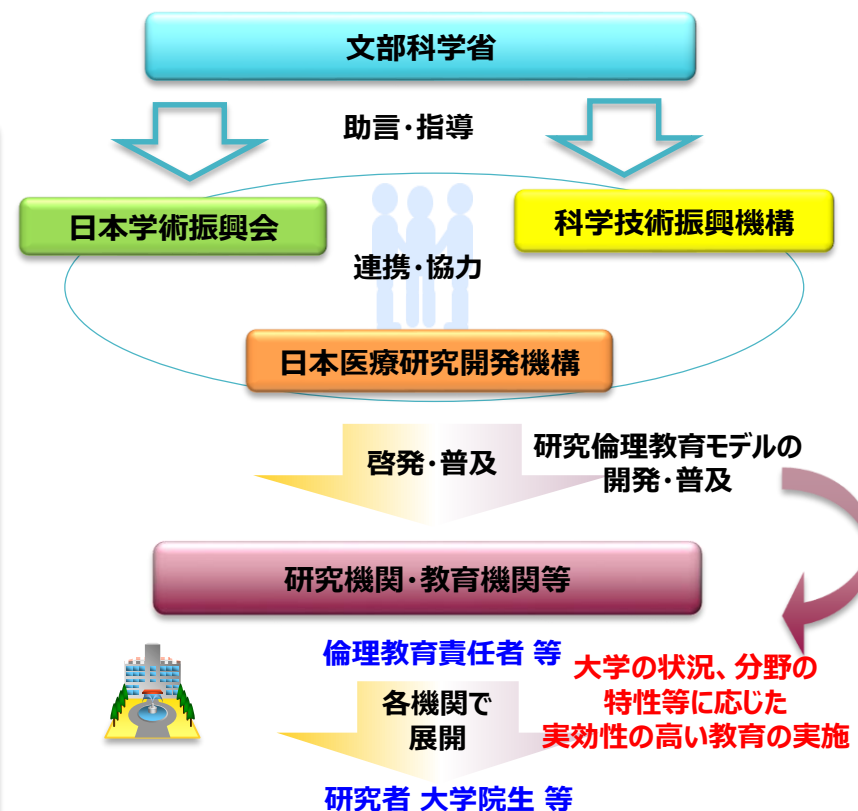 文部科学省
助言・指導
日本学術振興会
科学技術振興機構
連携・協力
日本医療研究開発機構
啓発・普及
研究倫理教育モデルの
開発・普及
研究機関・教育機関等
倫理教育責任者 等
大学の状況、分野の
特性等に応じた
実効性の高い教育の実施
各機関で
展開
研究者 大学院生 等